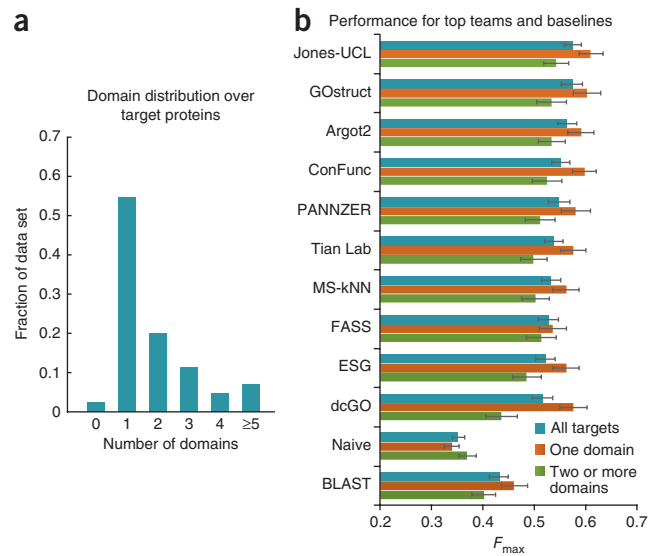 a
Domain distribution over
target proteins
Fraction of data set
0.7
0.6
0.5
0.4
0.3
0.2
0.1
0
0 1 2 3 4 ≥5
Number of domains
b
Performance for top teams and baselines
Jones-UCL
GOstruct
Argot2
ConFunc
PANNZER
Tian Lab
MS-kNN
FASS
ESG
dcGO
Naive
BLAST
All targets
One domain
Two or more
domains
0.2 0.3 0.4 0.5 0.6 0.7
Fmax